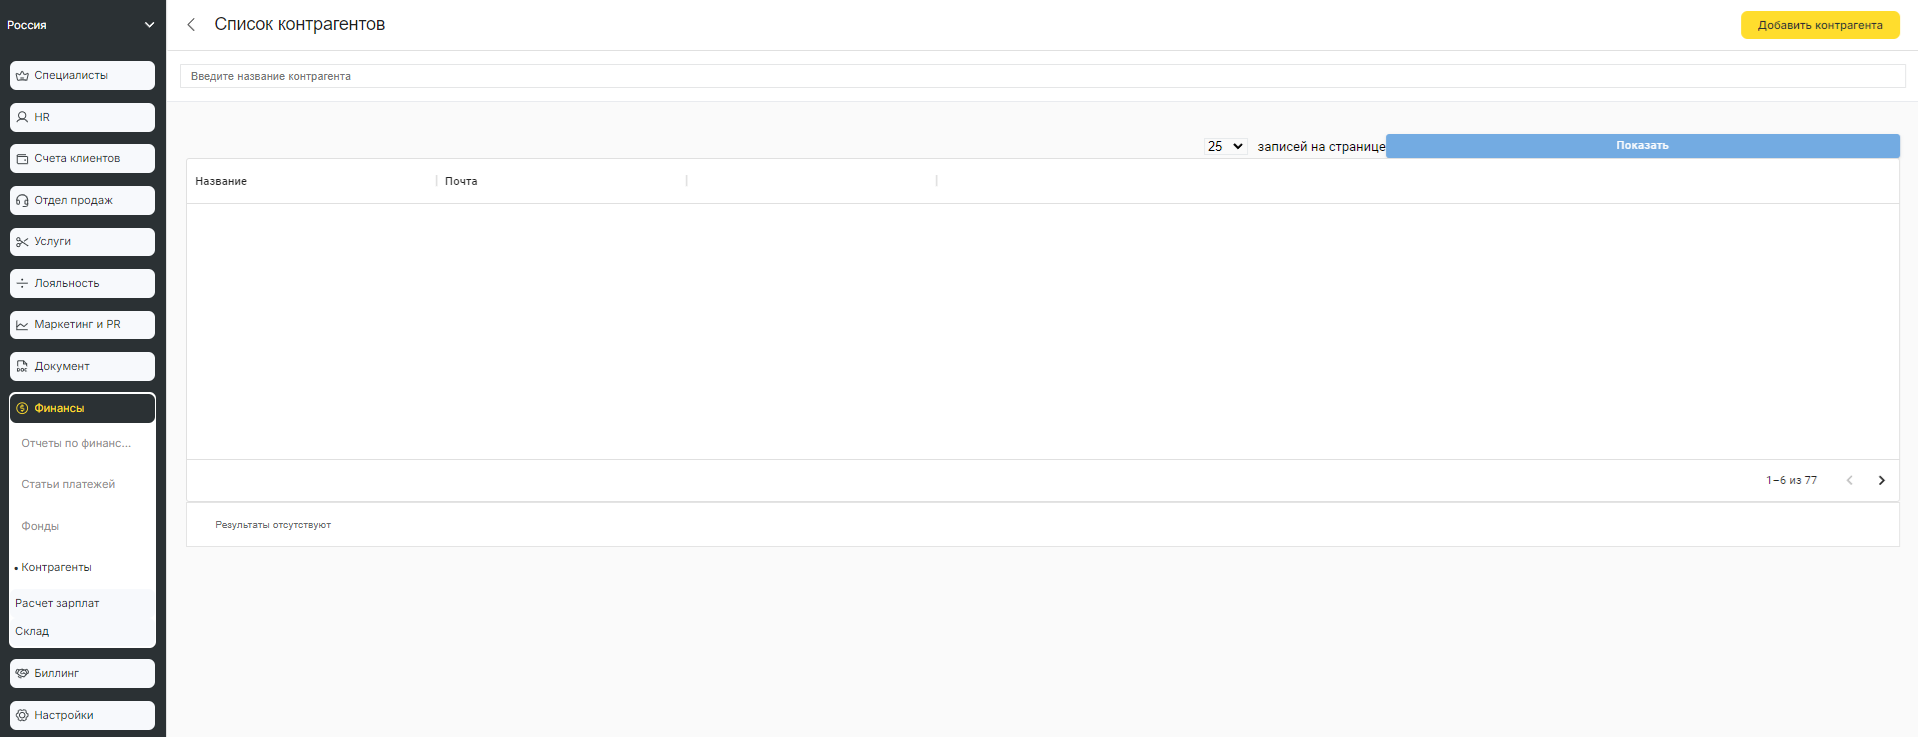 Россия
Специалисты
HR
Счета клиентов
Отдел продаж
Услуги
Лояльность
Маркетинг и PR
Документ
Финансы
Отчеты по финанс...
Статьи платежей
Фонды
Контрагенты
Расчет зарплат
Склад
Биллинг
Настройки
Список контрагентов
Добавить контрагента
Введите название контрагента
25 записей на странице Показать
Название Почта
1–6 из 77
Результаты отсутствуют